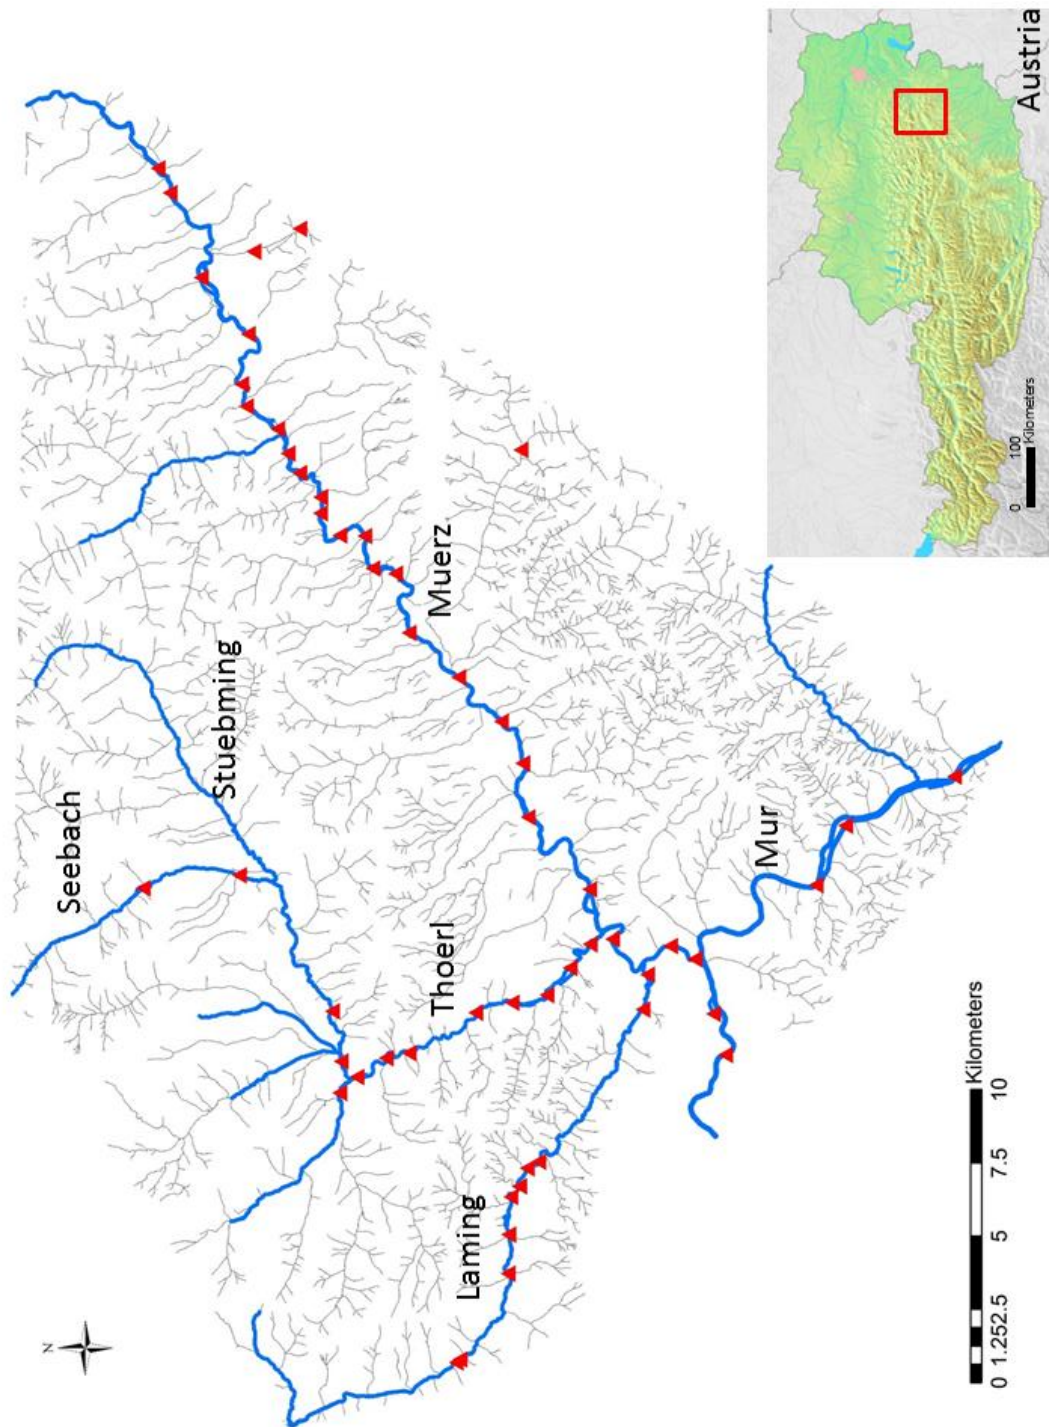 N
Seebach
Stuebming
Thoerl
Muerz
Laming
Mur
0 1.252.5 5 7.5 10
Kilometers
0 100
Kilometers
Austria